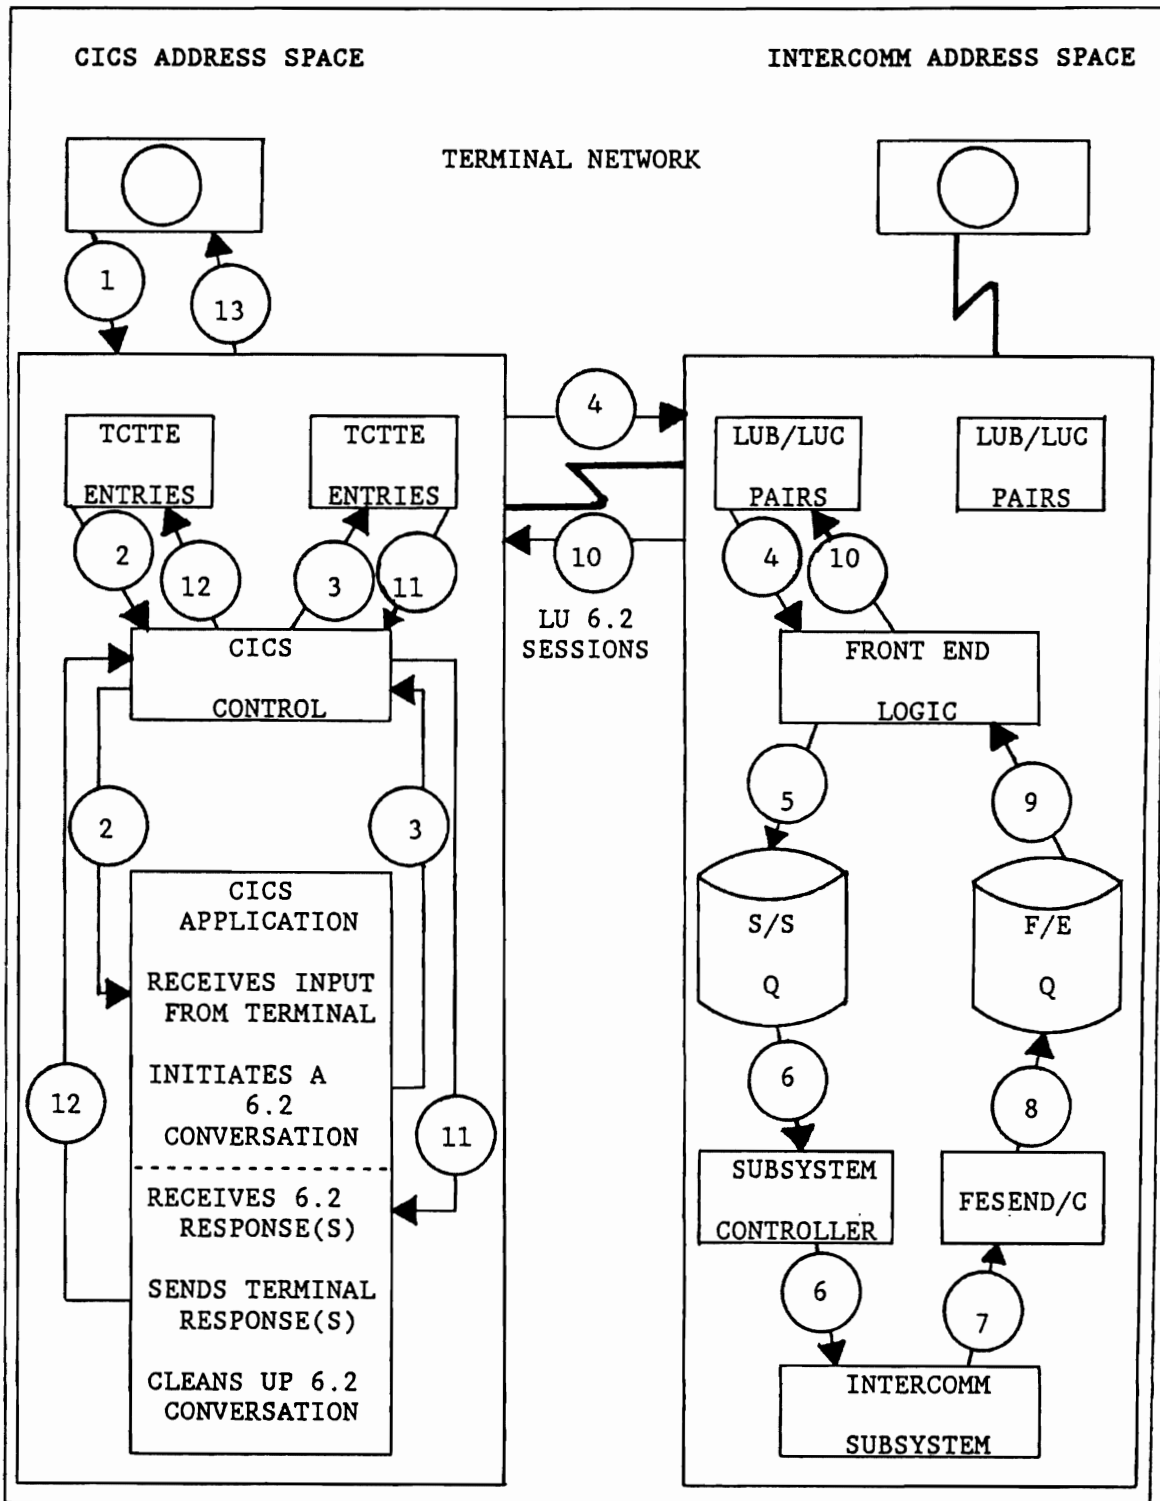 CICS ADDRESS SPACE
INTERCOMM ADDRESS SPACE
TERMINAL NETWORK
1
13
4
10
LU 6.2
SESSIONS
TCTTE
ENTRIES
TCTTE
ENTRIES
2
12
3
11
CICS
CONTROL
2
3
12
11
CICS
APPLICATION
RECEIVES INPUT
FROM TERMINAL
INITIATES A
6.2
CONVERSATION
RECEIVES 6.2
RESPONSE(S)
SENDS TERMINAL
RESPONSE(S)
CLEANS UP 6.2
CONVERSATION
LUB/LUC
PAIRS
LUB/LUC
PAIRS
4
10
FRONT END
LOGIC
5
9
S/S
Q
F/E
Q
6
8
SUBSYSTEM
CONTROLLER
FESEND/C
6
7
INTERCOMM
SUBSYSTEM